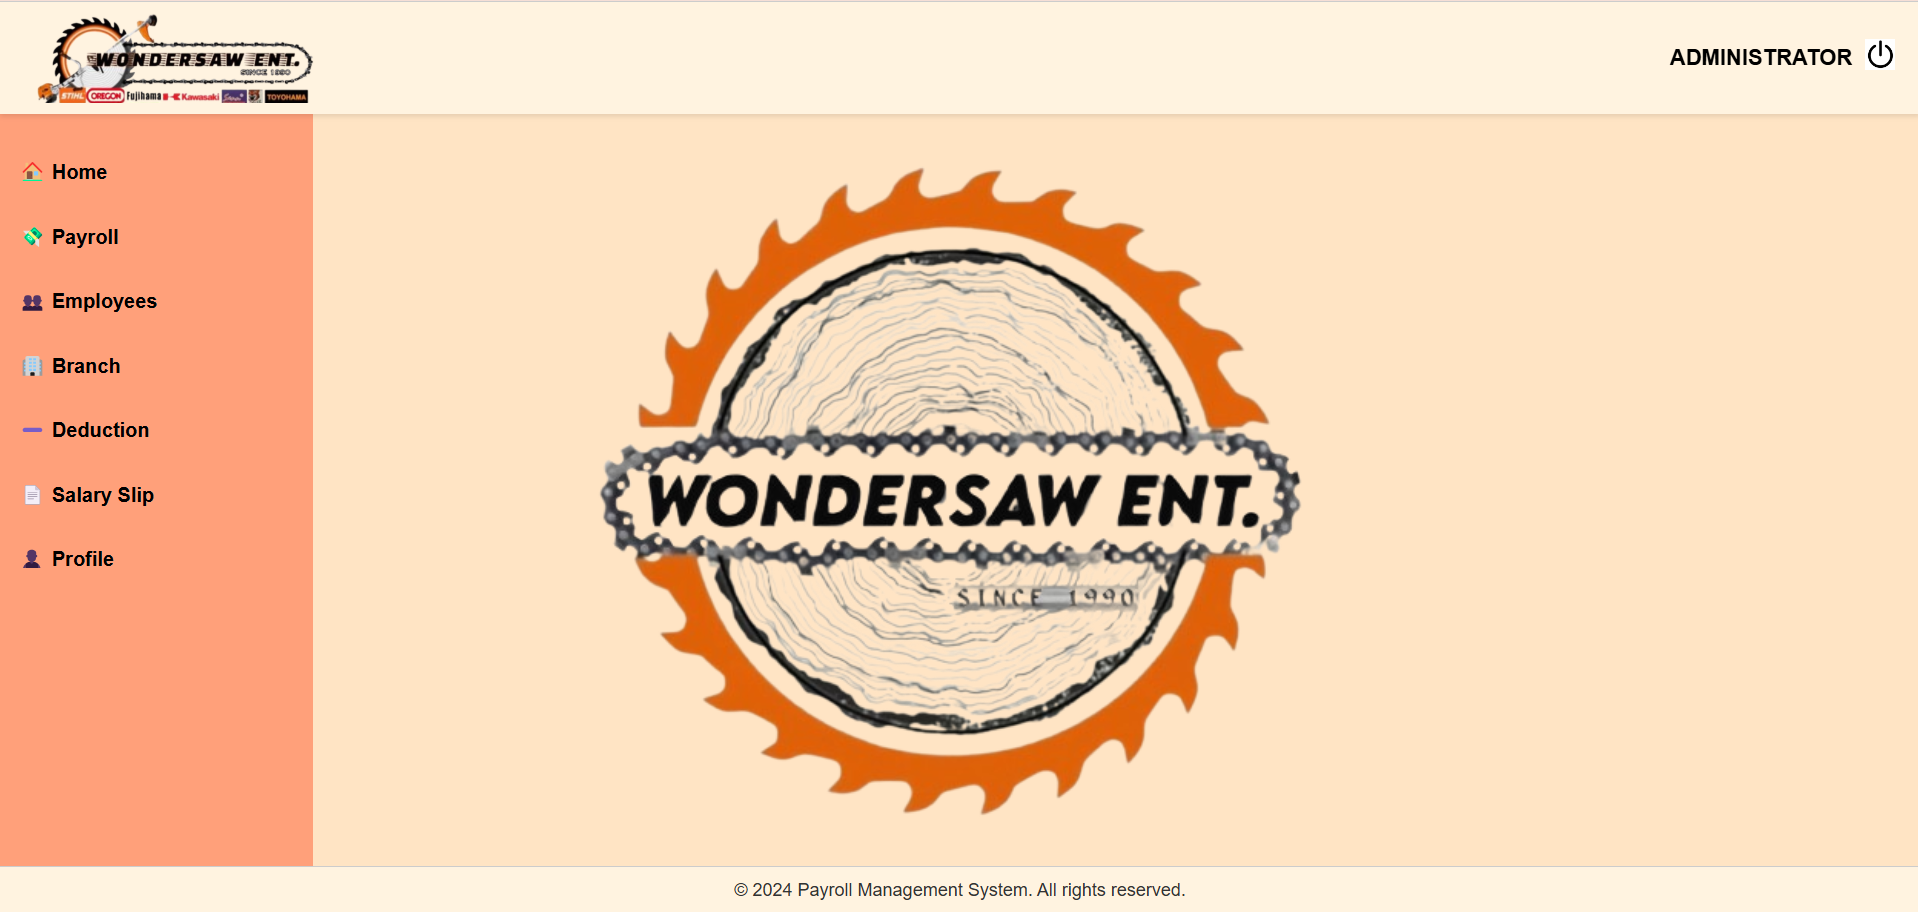 WONDERSAW ENT.
SINCE 1990
STIHL OREGON Fujihama Kawasaki TOYOHAMA
ADMINISTRATOR
Home
Payroll
Employees
Branch
Deduction
Salary Slip
Profile
WONDERSAW ENT.
SINCE 1990
© 2024 Payroll Management System. All rights reserved.